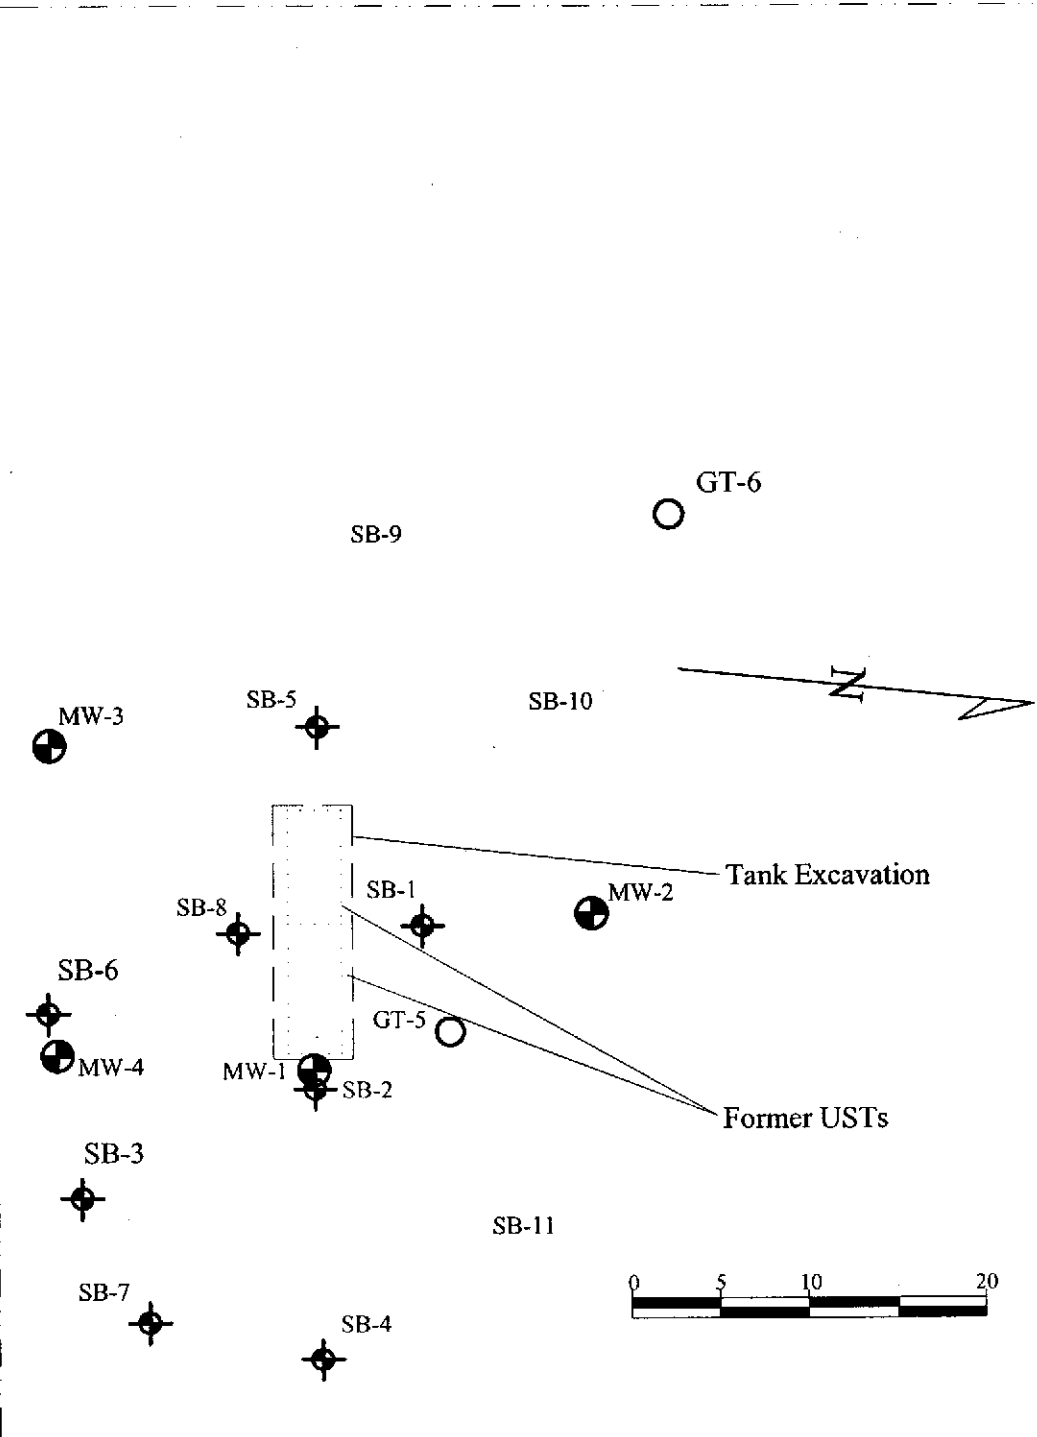 GT-6
SB-9
N
SB-5
SB-10
MW-3
Tank Excavation
SB-1
MW-2
SB-8
SB-6
GT-5
MW-4
MW-1
SB-2
Former USTs
SB-3
SB-11
0 5 10 20
SB-7
SB-4